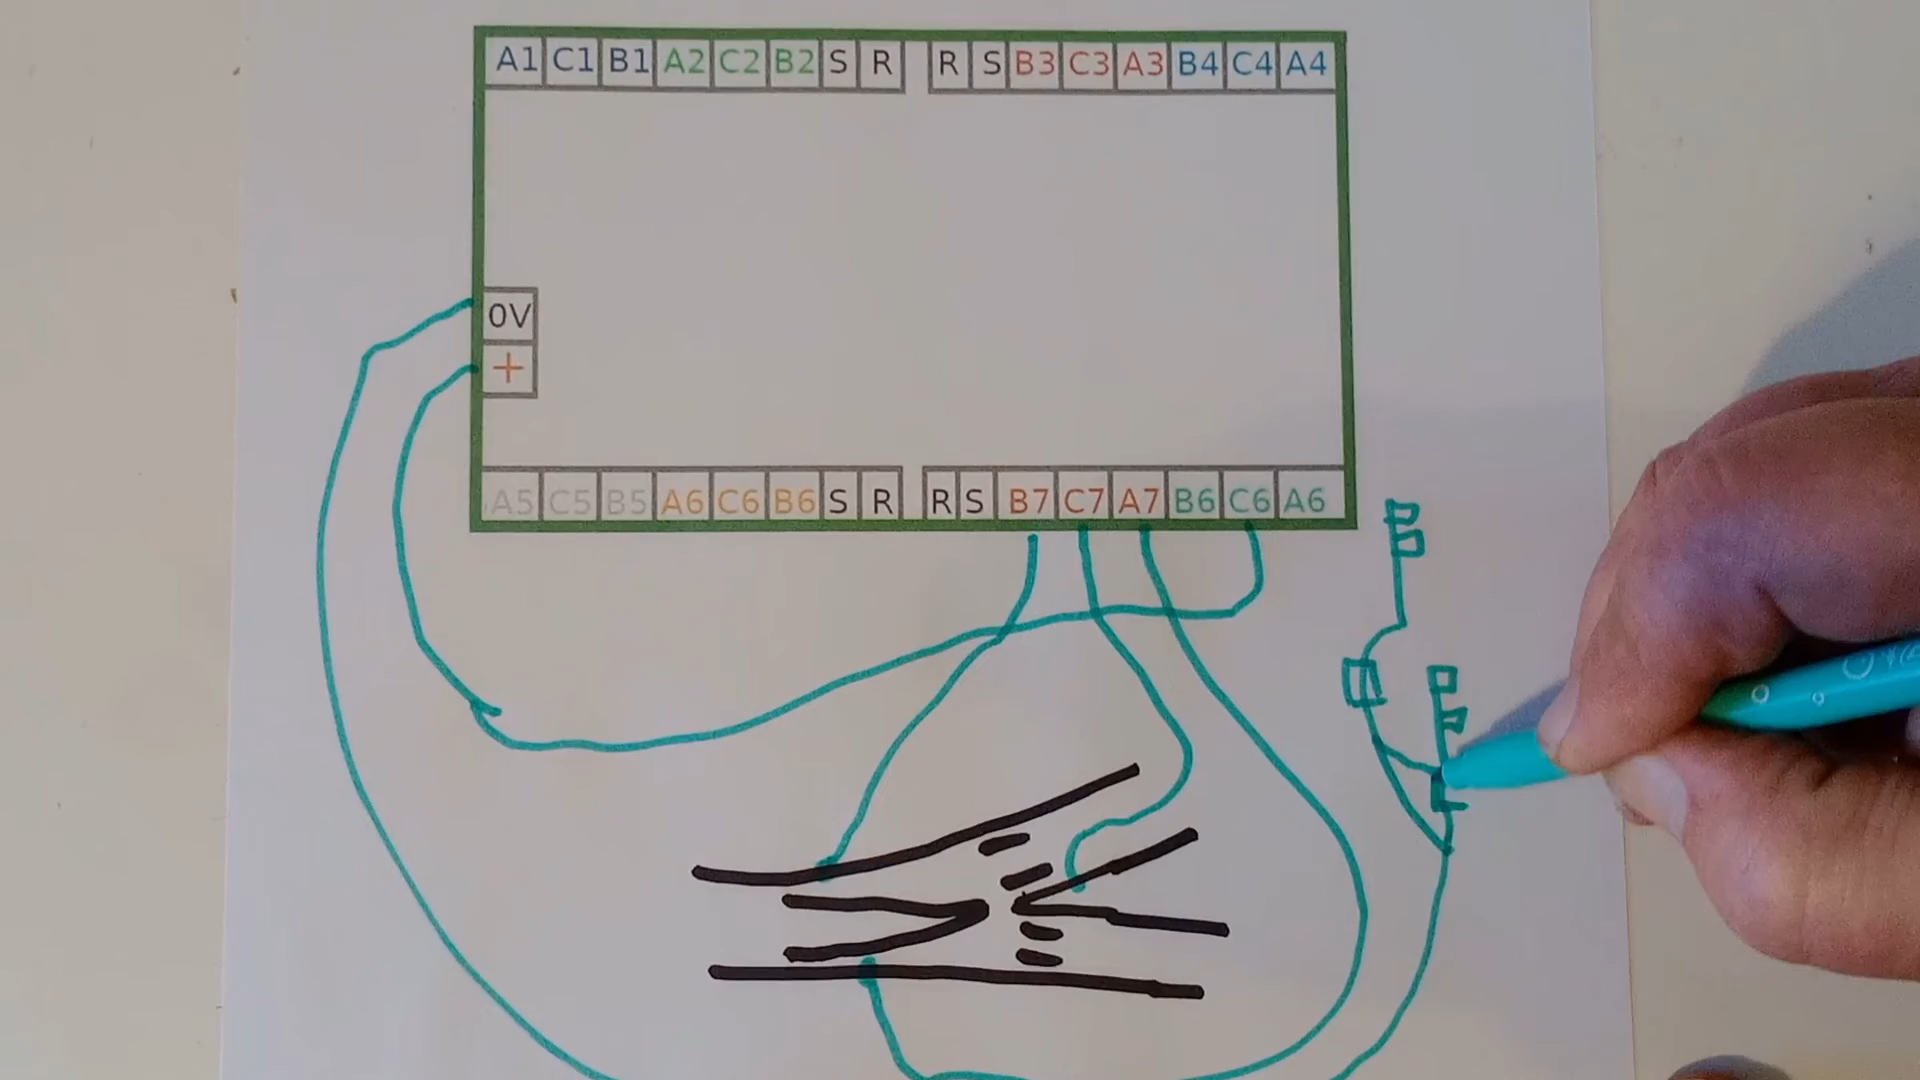 A1 C1 B1 A2 C2 B2 S R R S B3 C3 A3 B4 C4 A4
0V
+
A5 C5 B5 A6 C6 B6 S R R S B7 C7 A7 B6 C6 A6